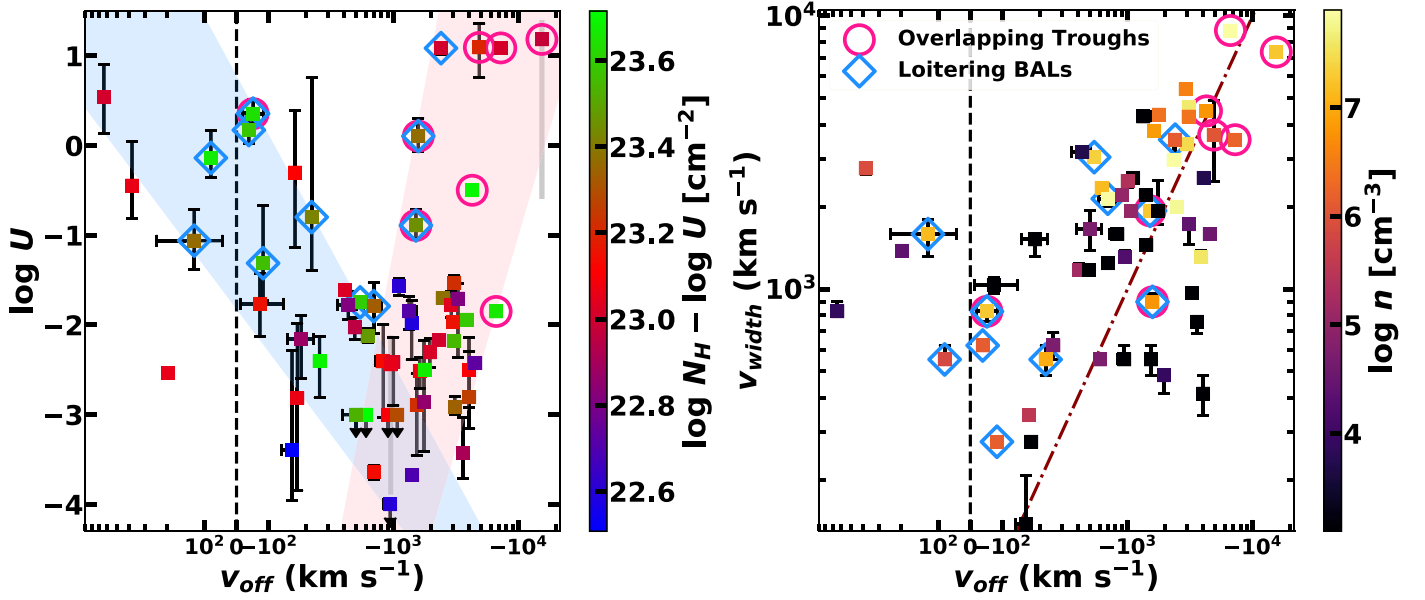 1
0
−1
−2
−3
−4
log U
10² 0 −10² −10³ −10⁴
v_off (km s⁻¹)
23.6
23.4
23.2
23.0
22.8
22.6
log N_H − log U [cm⁻²]
10⁴
10³
v_width (km s⁻¹)
Overlapping Troughs
Loitering BALs
10² 0 −10² −10³ −10⁴
v_off (km s⁻¹)
7
6
5
4
log n [cm⁻³]